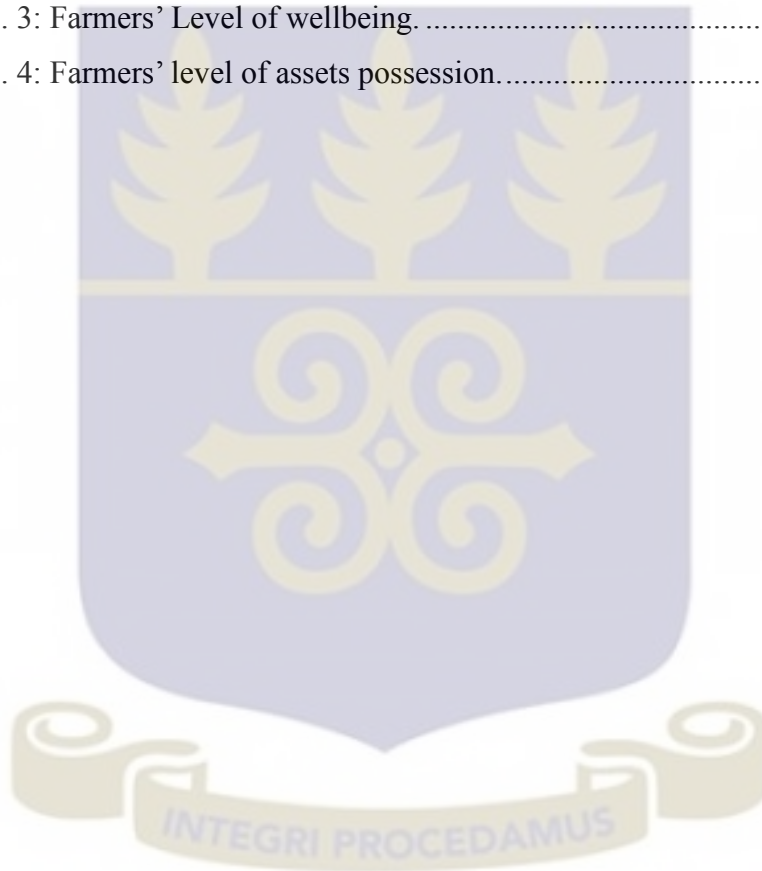 . 3: Farmers’ Level of wellbeing. ..............................
. 4: Farmers’ level of assets possession..............................
INTEGRI PROCEDAMUS